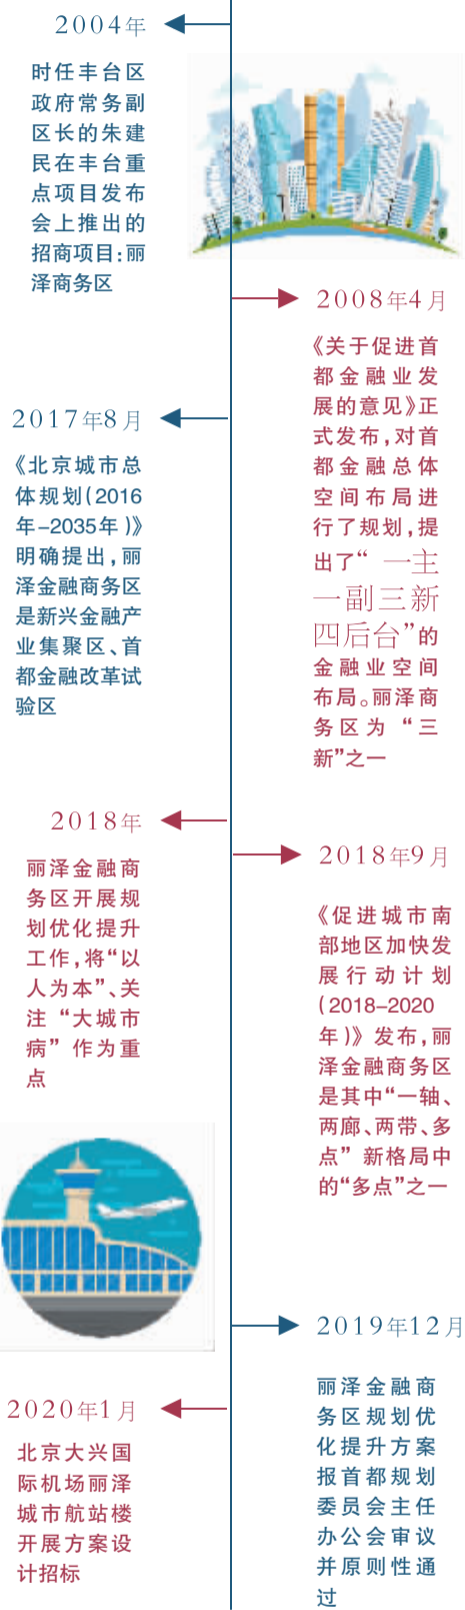 2004年
时任丰台区
政府常务副
区长的朱建
民在丰台重
点项目发布
会上推出的
招商项目:丽
泽商务区
2008年4月
《关于促进首
都金融业发
展的意见》正
式发布,对首
都金融总体
空间布局进
行了规划,提
出了“一主
一副三新
四后台”的
金融业空间
布局。丽泽商
务区为“三
新”之一
2017年8月
《北京城市总
体规划(2016
年-2035年)》
明确提出,丽
泽金融商务区
是新兴金融产
业集聚区、首
都金融改革试
验区
2018年
丽泽金融商
务区开展规
划优化提升
工作,将“以
人为本”、关
注“大城市
病”作为重
点
2018年9月
《促进城市南
部地区加快发
展行动计划
(2018-2020
年)》发布,丽
泽金融商务区
是其中“一轴、
两廊、两带、多
点”新格局中
的“多点”之一
2019年12月
丽泽金融商
务区规划优
化提升方案
报首都规划
委员会主任
办公会审议
并原则性通
过
2020年1月
北京大兴国
际机场丽泽
城市航站楼
开展方案设
计招标